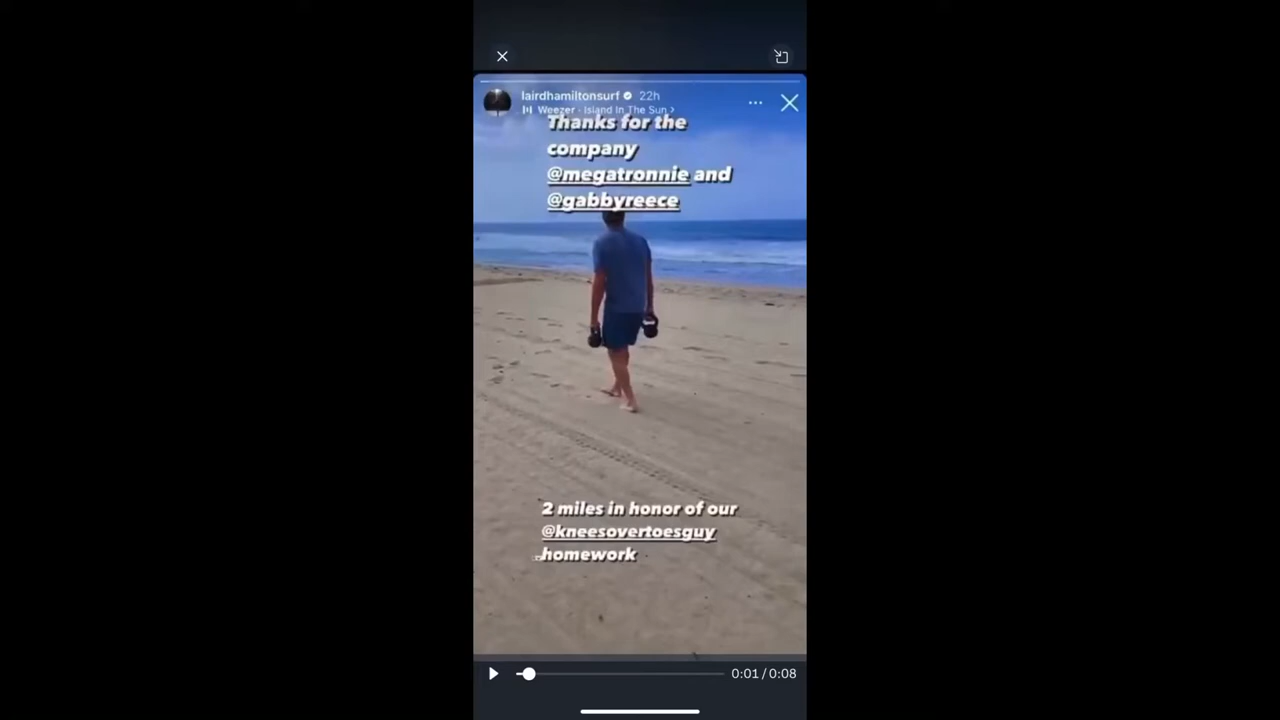 lairdhamiltonsurf 22h
Weezer · Island In The Sun >
Thanks for the
company
@megatronnie and
@gabbyreece
2 miles in honor of our
@kneesovertoesguy
homework
0:01 / 0:08